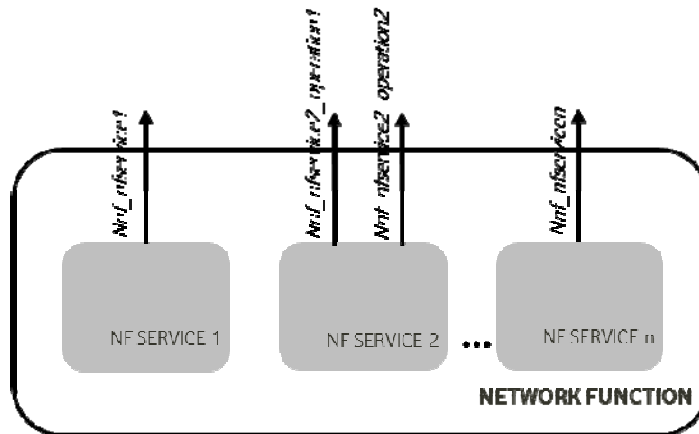 Nnf_nfservice1
Nnf_nfservice2_operation1
Nnf_nfservice2_operation2
Nnf_nfservicen
NF SERVICE 1
NF SERVICE 2
...
NF SERVICE n
NETWORK FUNCTION